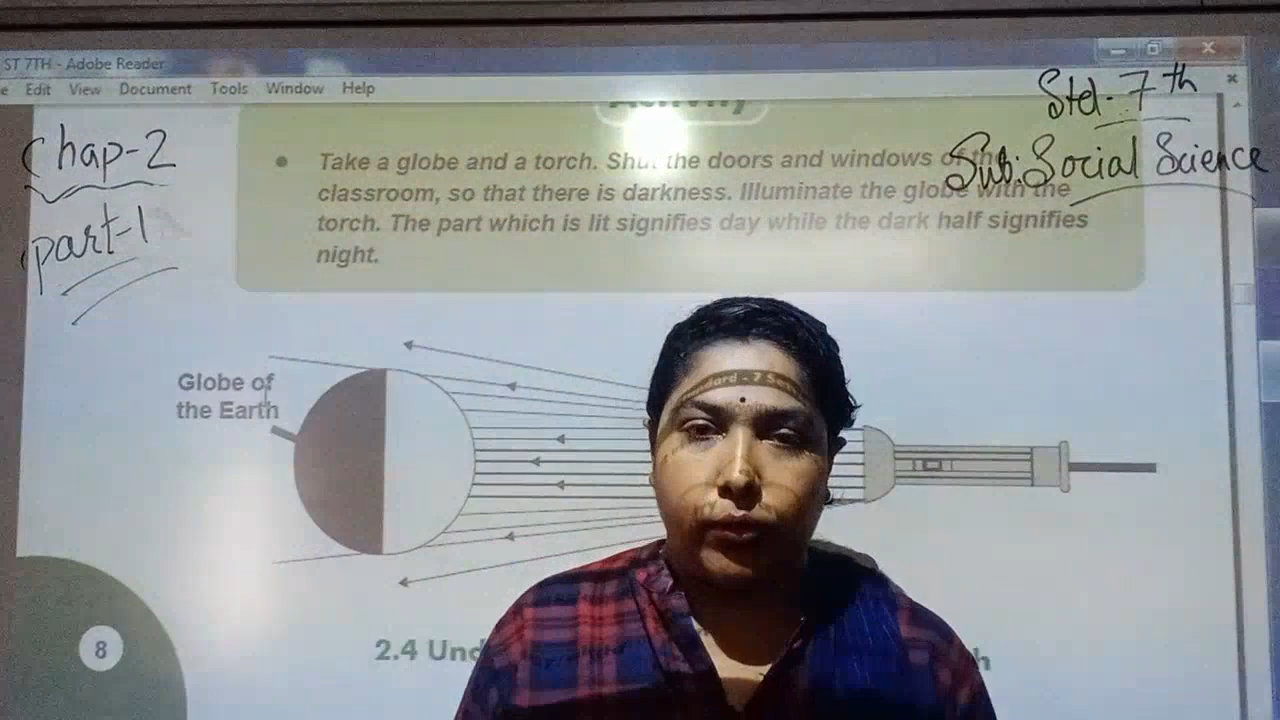 ST 7TH - Adobe Reader
Edit View Document Tools Window Help
Std- 7th
Sub: Social Science
Chap-2
part-1
Activity
• Take a globe and a torch. Shut the doors and windows of the
classroom, so that there is darkness. Illuminate the globe with the
torch. The part which is lit signifies day while the dark half signifies
night.
Globe of
the Earth
8
2.4